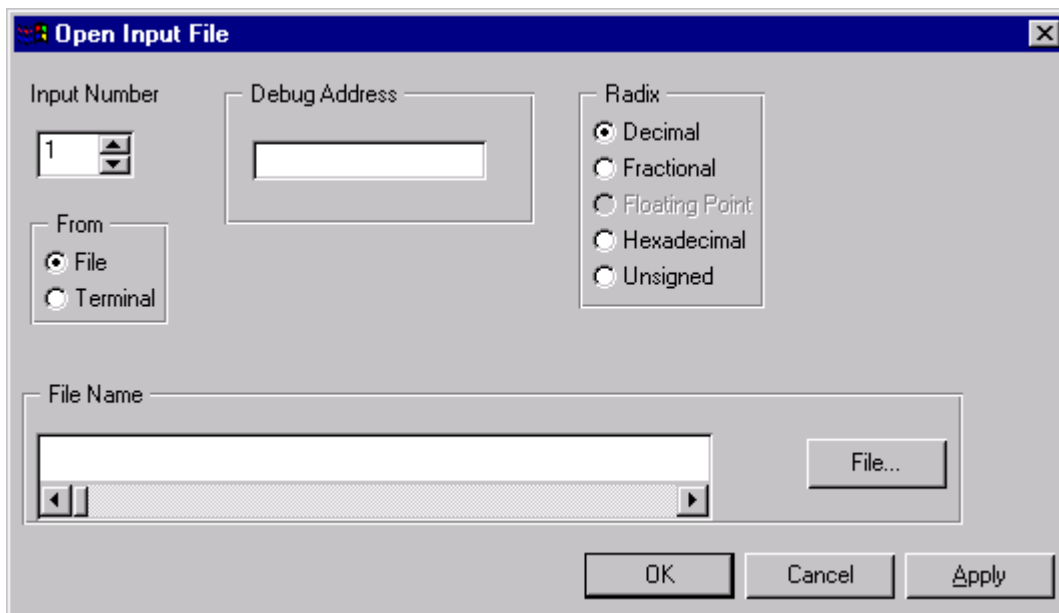 Open Input File
Input Number
Debug Address
Radix
1
Decimal
Fractional
Floating Point
Hexadecimal
Unsigned
From
File
Terminal
File Name
File...
OK
Cancel
Apply